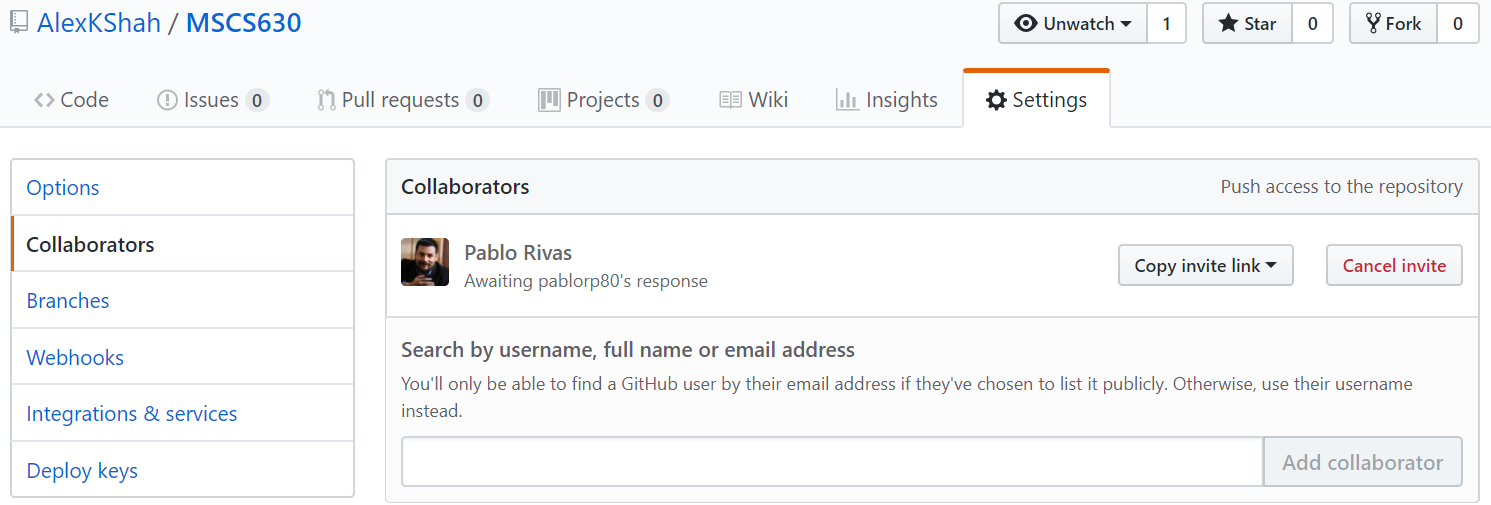 AlexKShah / MSCS630
Unwatch 1 Star 0 Fork 0
Code Issues 0 Pull requests 0 Projects 0 Wiki Insights Settings
Options
Collaborators
Branches
Webhooks
Integrations & services
Deploy keys
Collaborators Push access to the repository
Pablo Rivas
Awaiting pablorp80's response
Copy invite link Cancel invite
Search by username, full name or email address
You'll only be able to find a GitHub user by their email address if they've chosen to list it publicly. Otherwise, use their username
instead.
Add collaborator